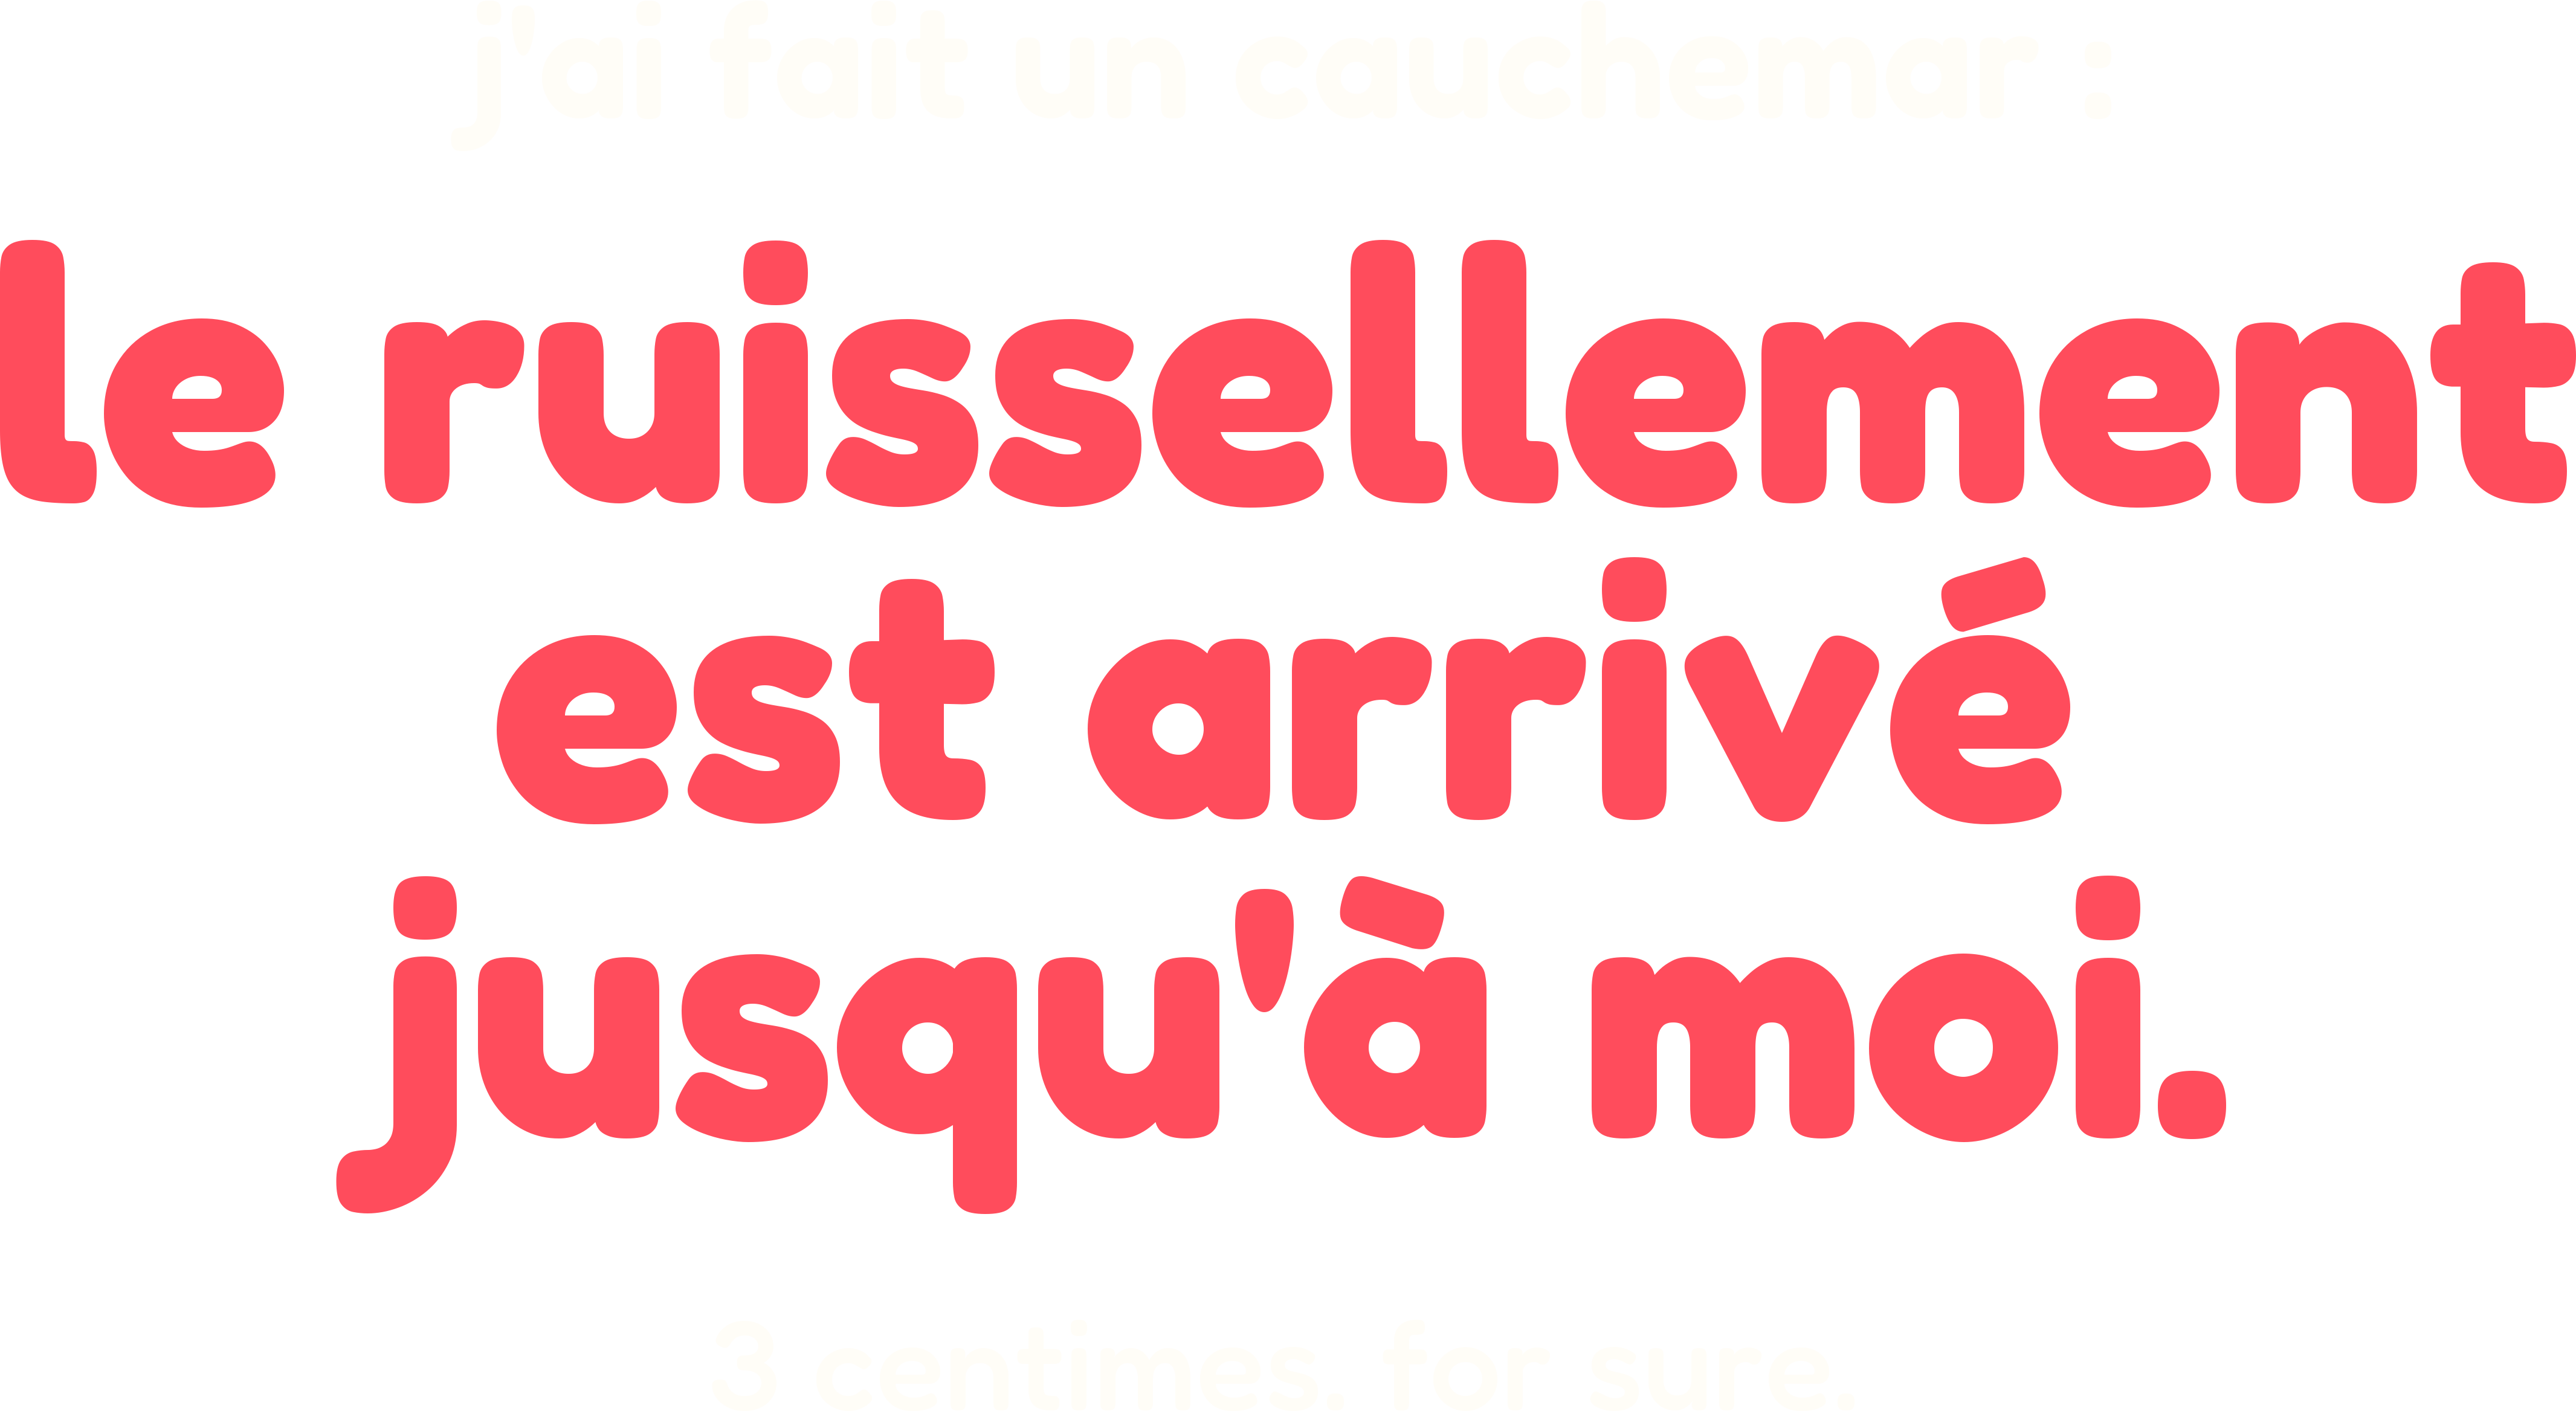 j'ai fait un cauchemar :
le ruissellement
est arrivé
jusqu'à moi.
3 centimes. for sure.